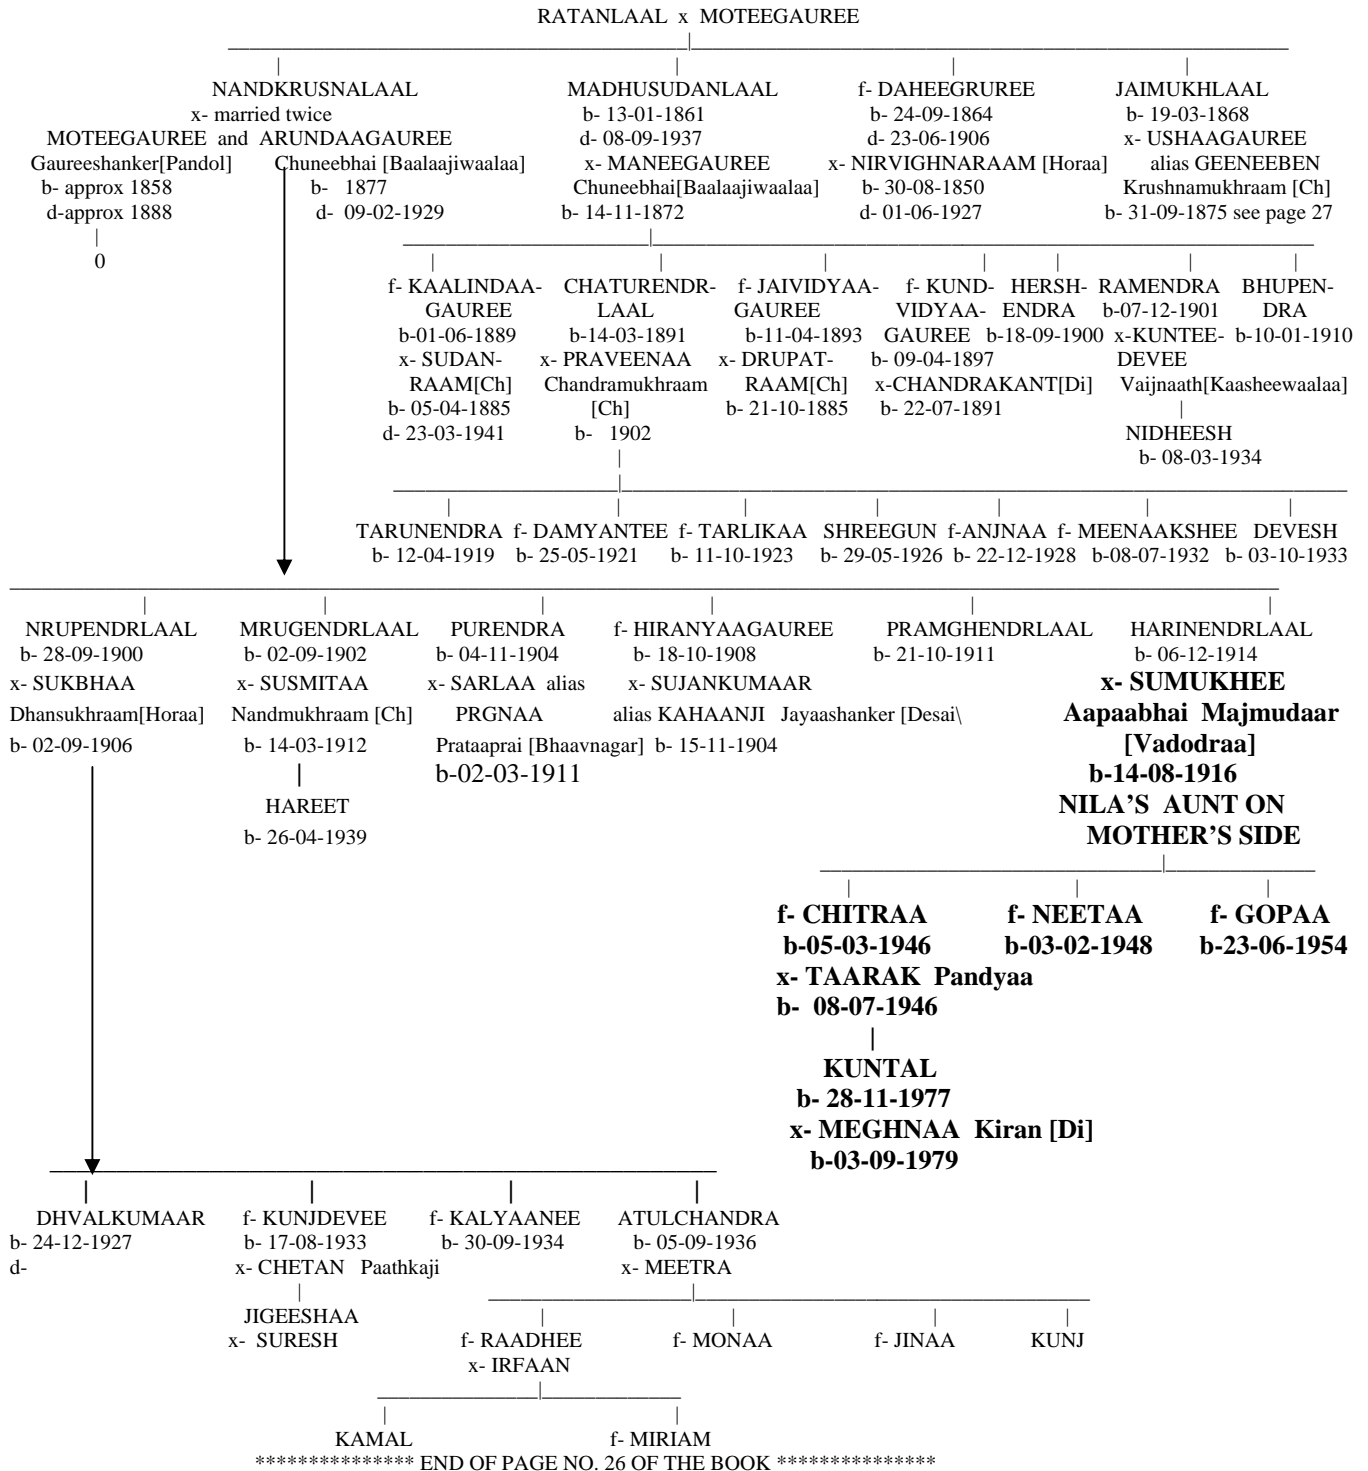 RATANLAAL x MOTEEGAUREE
NANDKRUSNALAAL MADHUSUDANLAAL f- DAHEEGRUREE JAIMUKHLAAL
x- married twice b- 13-01-1861 b- 24-09-1864 b- 19-03-1868
MOTEEGAUREE and ARUNDAAGAUREE d- 08-09-1937 d- 23-06-1906 x- USHAAGAUREE
Gaureeshanker[Pandol] Chuneebhai [Baalaajiwaalaa] x- MANEEGAUREE x- NIRVIGHNARAAM [Horaa] alias GEENEEBEN
b- approx 1858 b- 1877 Chuneebhai[Baalaajiwaalaa] b- 30-08-1850 Krushnamukhraam [Ch]
d-approx 1888 d- 09-02-1929 b- 14-11-1872 d- 01-06-1927 b- 31-09-1875 see page 27
0
f- KAALINDAA- CHATURENDR- f- JAIVIDYAA- f- KUND- HERSH- RAMENDRA BHUPEN-
GAUREE LAAL GAUREE VIDYAA- ENDRA b-07-12-1901 DRA
b-01-06-1889 b-14-03-1891 b-11-04-1893 GAUREE b-18-09-1900 x-KUNTEE- b-10-01-1910
x- SUDAN- x- PRAVEENAA x- DRUPAT- b- 09-04-1897 DEVEE
RAAM[Ch] Chandramukhraam RAAM[Ch] x-CHANDRAKANT[Di] Vaijnaath[Kaasheewaalaa]
b- 05-04-1885 [Ch] b- 21-10-1885 b- 22-07-1891
d- 23-03-1941 b- 1902 NIDHEESH
b- 08-03-1934
TARUNENDRA f- DAMYANTEE f- TARLIKAA SHREEGUN f-ANJNAA f- MEENAAKSHEE DEVESH
b- 12-04-1919 b- 25-05-1921 b- 11-10-1923 b- 29-05-1926 b- 22-12-1928 b-08-07-1932 b- 03-10-1933
NRUPENDRLAAL MRUGENDRLAAL PURENDRA f- HIRANYAAGAUREE PRAMGHENDRLAAL HARINENDRLAAL
b- 28-09-1900 b- 02-09-1902 b- 04-11-1904 b- 18-10-1908 b- 21-10-1911 b- 06-12-1914
x- SUKBHAA x- SUSMITAA x- SARLAA alias x- SUJANKUMAAR x- SUMUKHEE
Dhansukhraam[Horaa] Nandmukhraam [Ch] PRGNAA alias KAHAANJI Jayaashanker [Desai\ Aapaabhai Majmudaar
b- 02-09-1906 b- 14-03-1912 Prataaprai [Bhaavnagar] b- 15-11-1904 [Vadodraa]
b-02-03-1911 b-14-08-1916
HAREET NILA'S AUNT ON
b- 26-04-1939 MOTHER'S SIDE
f- CHITRAA f- NEETAA f- GOPAA
b-05-03-1946 b-03-02-1948 b-23-06-1954
x- TAARAK Pandyaa
b- 08-07-1946
KUNTAL
b- 28-11-1977
x- MEGHNAA Kiran [Di]
b-03-09-1979
DHVALKUMAAR f- KUNJDEVEE f- KALYAANEE ATULCHANDRA
b- 24-12-1927 b- 17-08-1933 b- 30-09-1934 b- 05-09-1936
d- x- CHETAN Paathkaji x- MEETRA
JIGEESHAA
x- SURESH f- RAADHEE f- MONAA f- JINAA KUNJ
x- IRFAAN
KAMAL f- MIRIAM
*************** END OF PAGE NO. 26 OF THE BOOK ***************